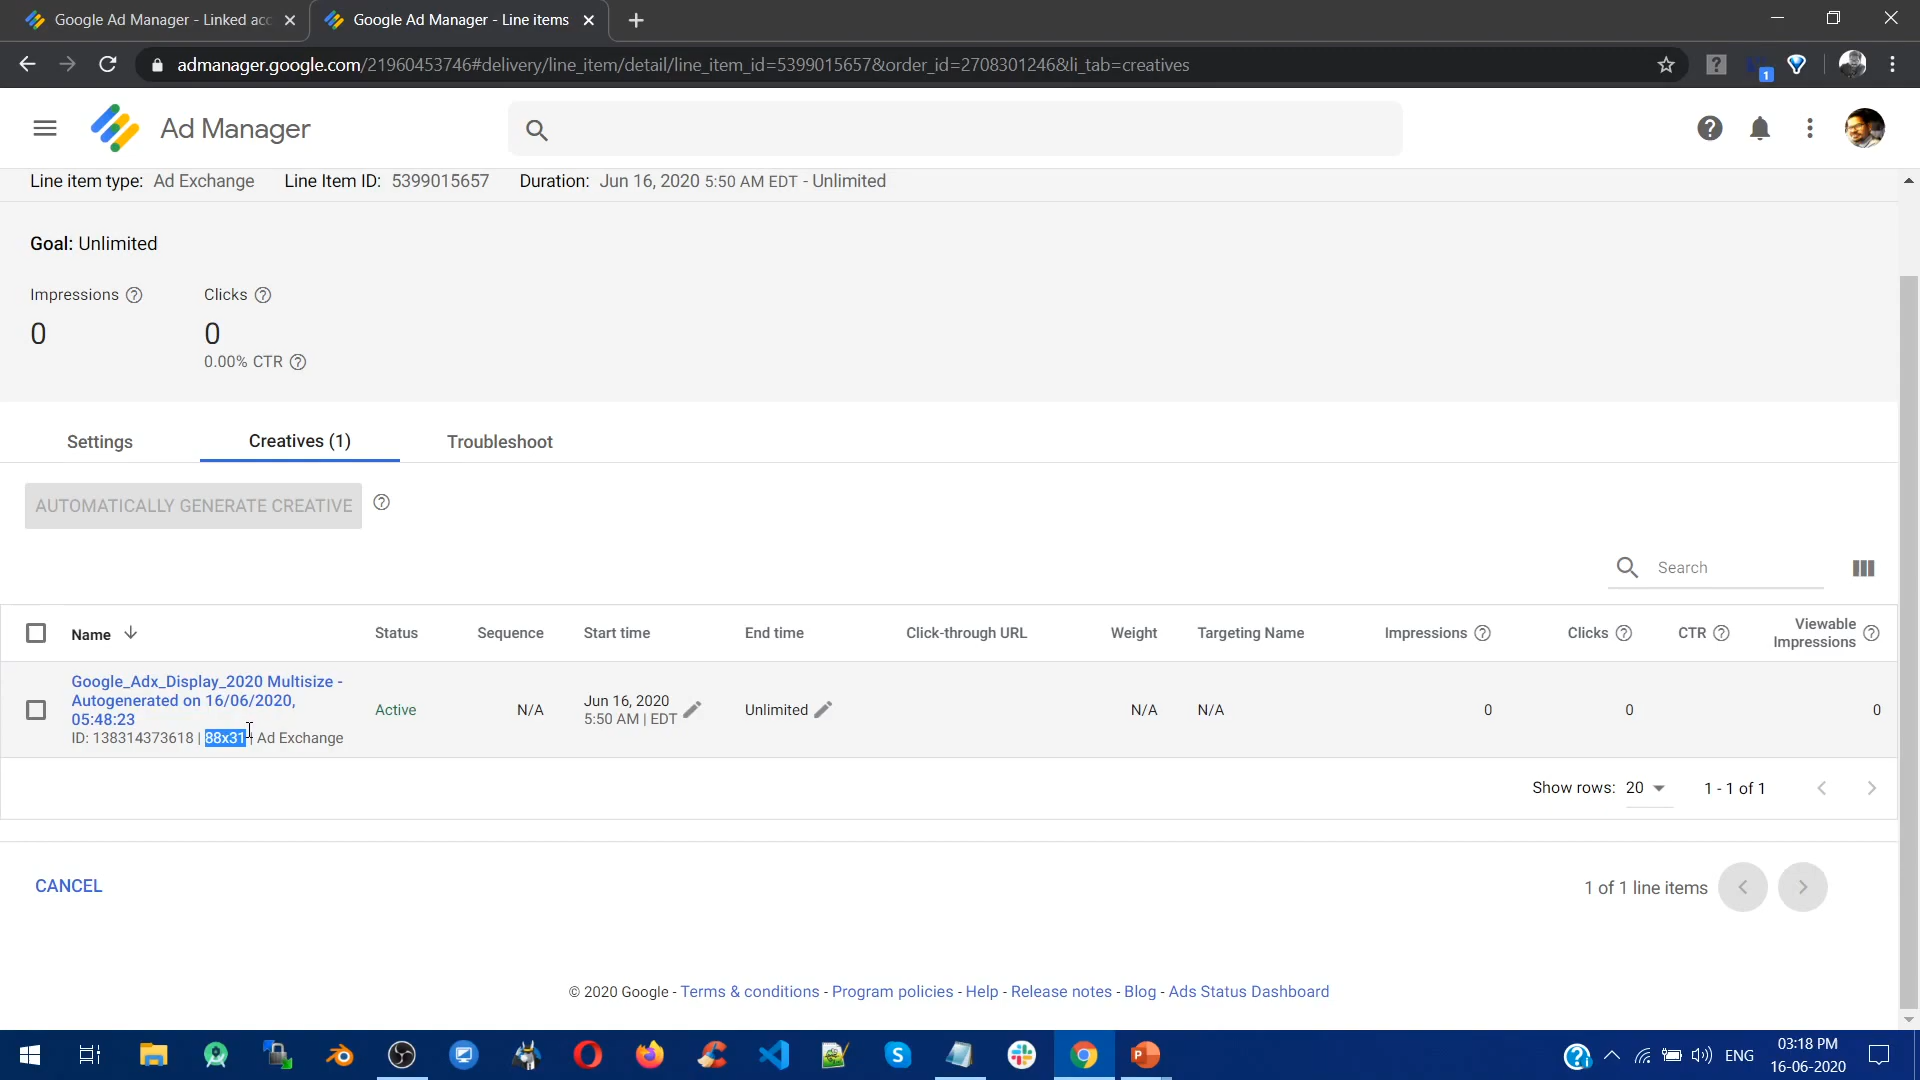 Google Ad Manager - Linked acc
Google Ad Manager - Line items
admanager.google.com/21960453746#delivery/line_item/detail/line_item_id=5399015657&order_id=2708301246&li_tab=creatives
1
Ad Manager
Line item type: Ad Exchange Line Item ID: 5399015657 Duration: Jun 16, 2020 5:50 AM EDT - Unlimited
Goal: Unlimited
Impressions Clicks
0 0
0.00% CTR
Settings Creatives (1) Troubleshoot
AUTOMATICALLY GENERATE CREATIVE
Search
Name Status Sequence Start time End time Click-through URL Weight Targeting Name Impressions Clicks CTR Viewable
Impressions
Google_Adx_Display_2020 Multisize -
Autogenerated on 16/06/2020,
05:48:23
ID: 138314373618 | 88x31 | Ad Exchange
Active N/A Jun 16, 2020
5:50 AM | EDT
Unlimited N/A N/A 0 0 0
Show rows: 20 1 - 1 of 1
CANCEL 1 of 1 line items
© 2020 Google - Terms & conditions - Program policies - Help - Release notes - Blog - Ads Status Dashboard
ENG 03:18 PM
16-06-2020